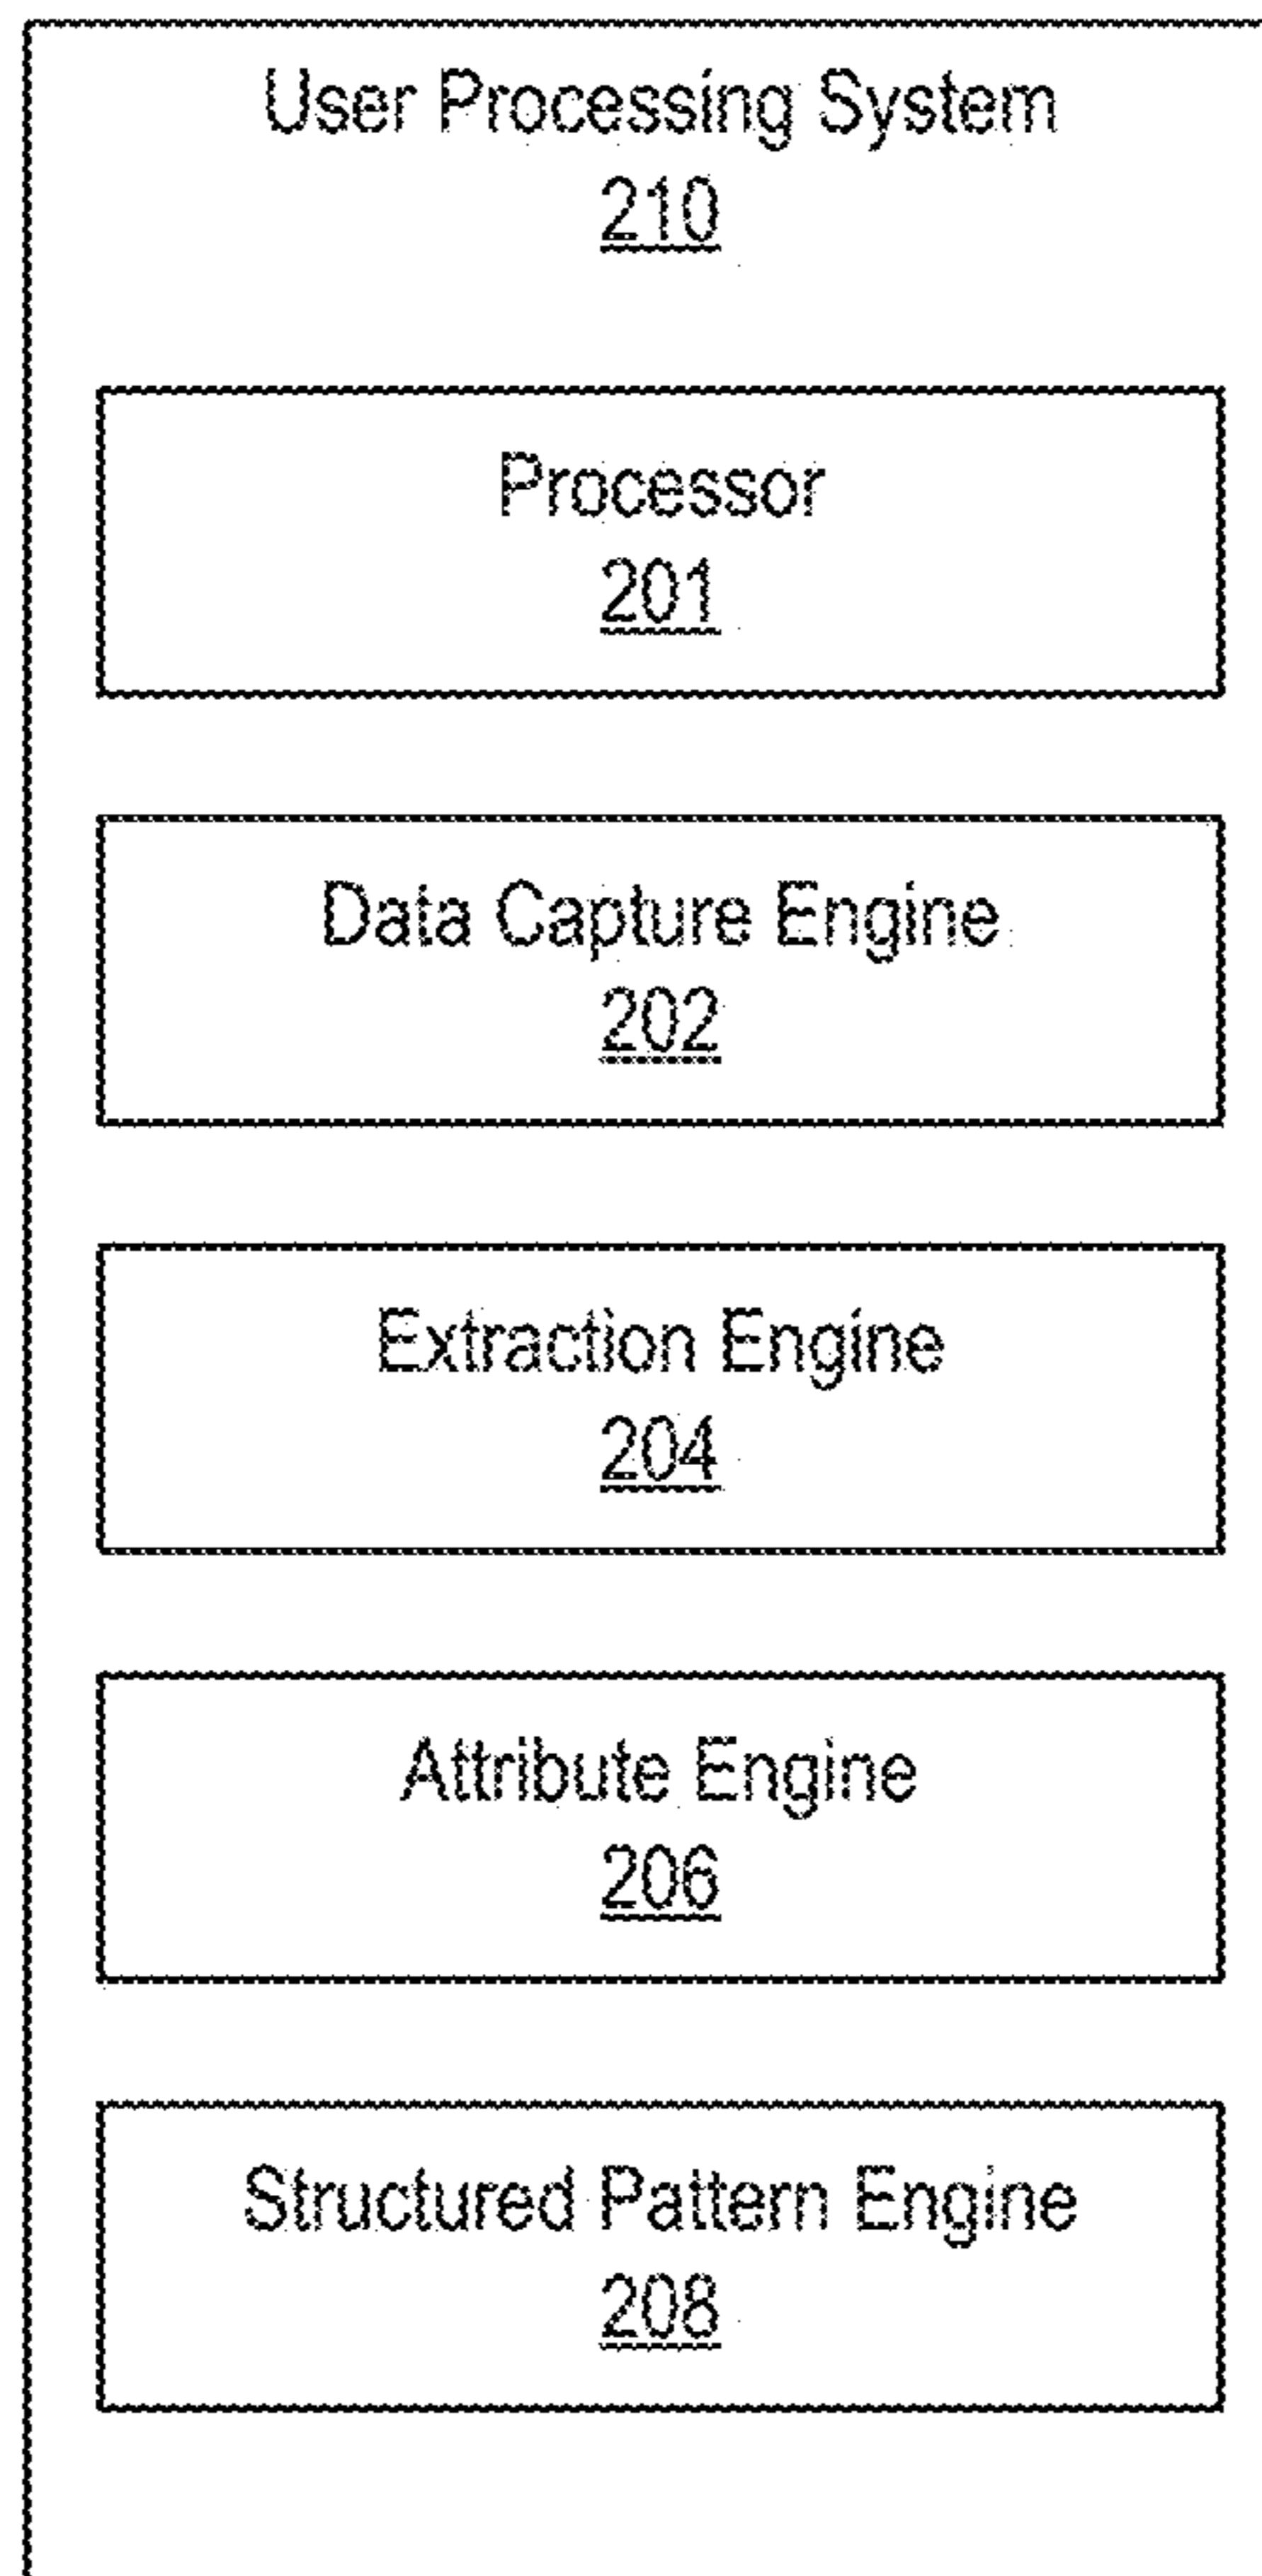 User Processing System
210
Processor
201
Data Capture Engine
202
Extraction Engine
204
Attribute Engine
206
Structured Pattern Engine
208